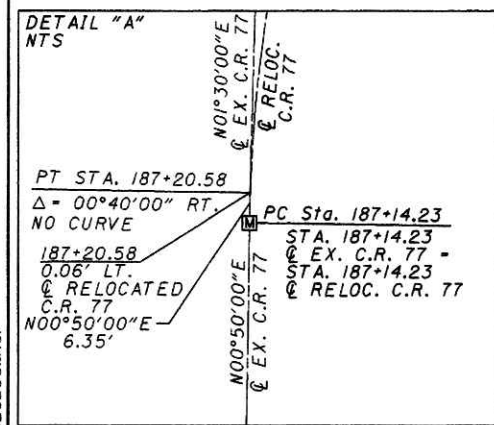 DETAIL "A"
NTS
N01°30'00"E
℄ EX. C.R. 77
℄ RELOC.
C.R. 77
PT STA. 187+20.58
Δ = 00°40'00" RT.
NO CURVE
187+20.58
0.06' LT.
℄ RELOCATED
C.R. 77
N00°50'00"E
6.35'
M
PC Sta. 187+14.23
STA. 187+14.23
℄ EX. C.R. 77 =
STA. 187+14.23
℄ RELOC. C.R. 77
N00°50'00"E
℄ EX. C.R. 77